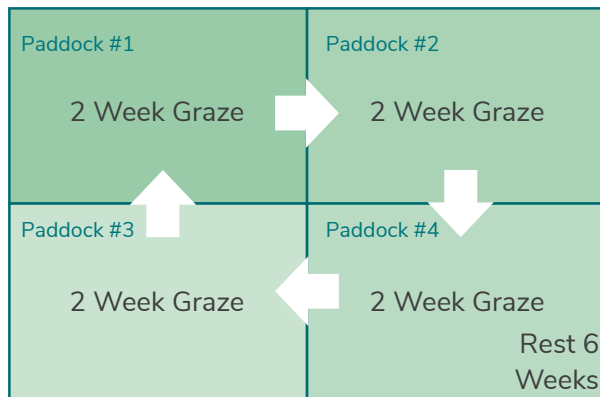 Paddock #1
2 Week Graze
Paddock #2
2 Week Graze
Paddock #3
2 Week Graze
Paddock #4
2 Week Graze
Rest 6
Weeks